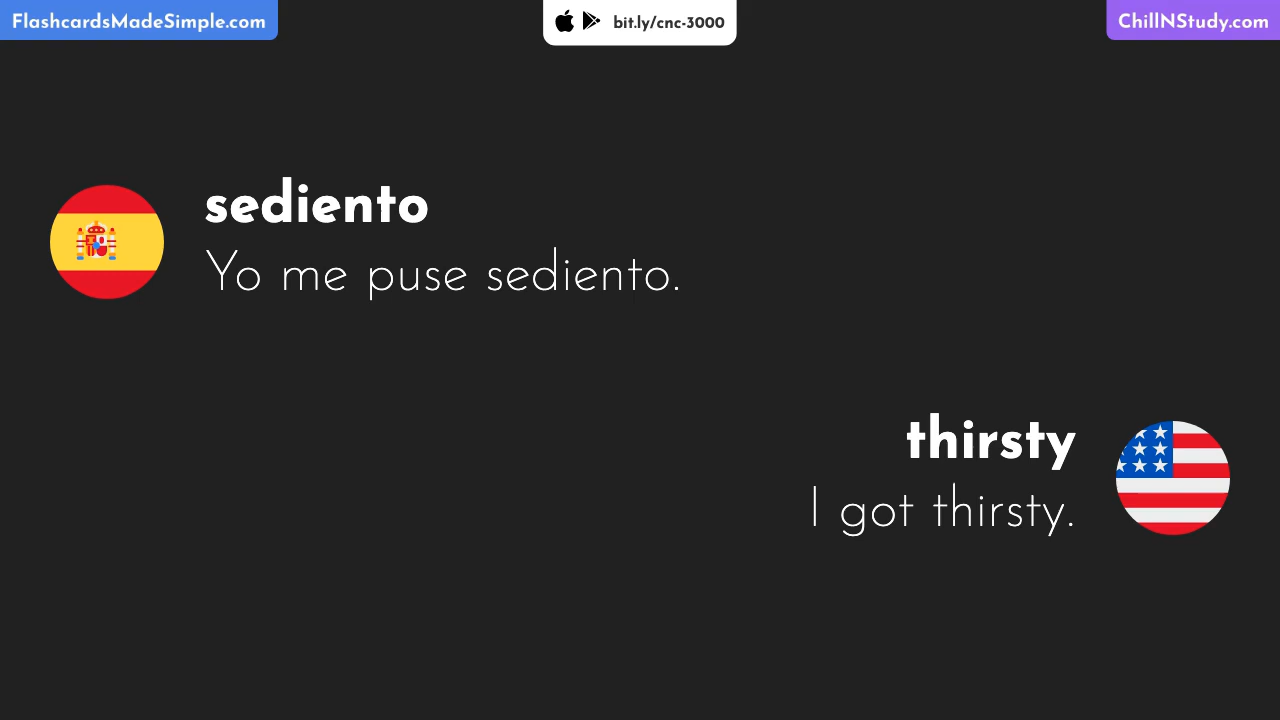 FlashcardsMadeSimple.com
bit.ly/cnc-3000
ChillNStudy.com
sediento
Yo me puse sediento.
thirsty
I got thirsty.